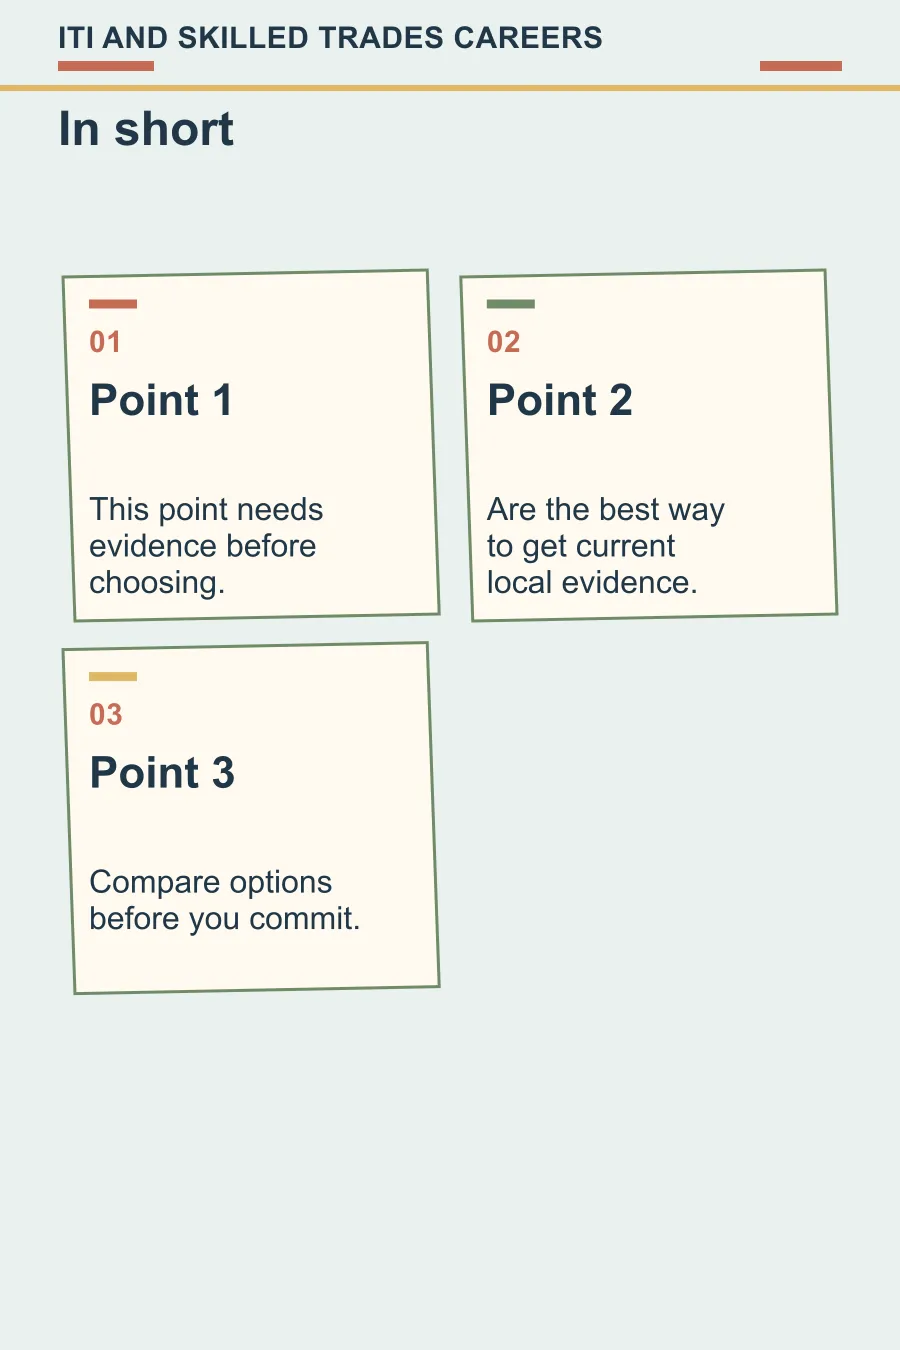 ITI AND SKILLED TRADES CAREERS
In short
01
Point 1
This point needs
evidence before
choosing.
02
Point 2
Are the best way
to get current
local evidence.
03
Point 3
Compare options
before you commit.